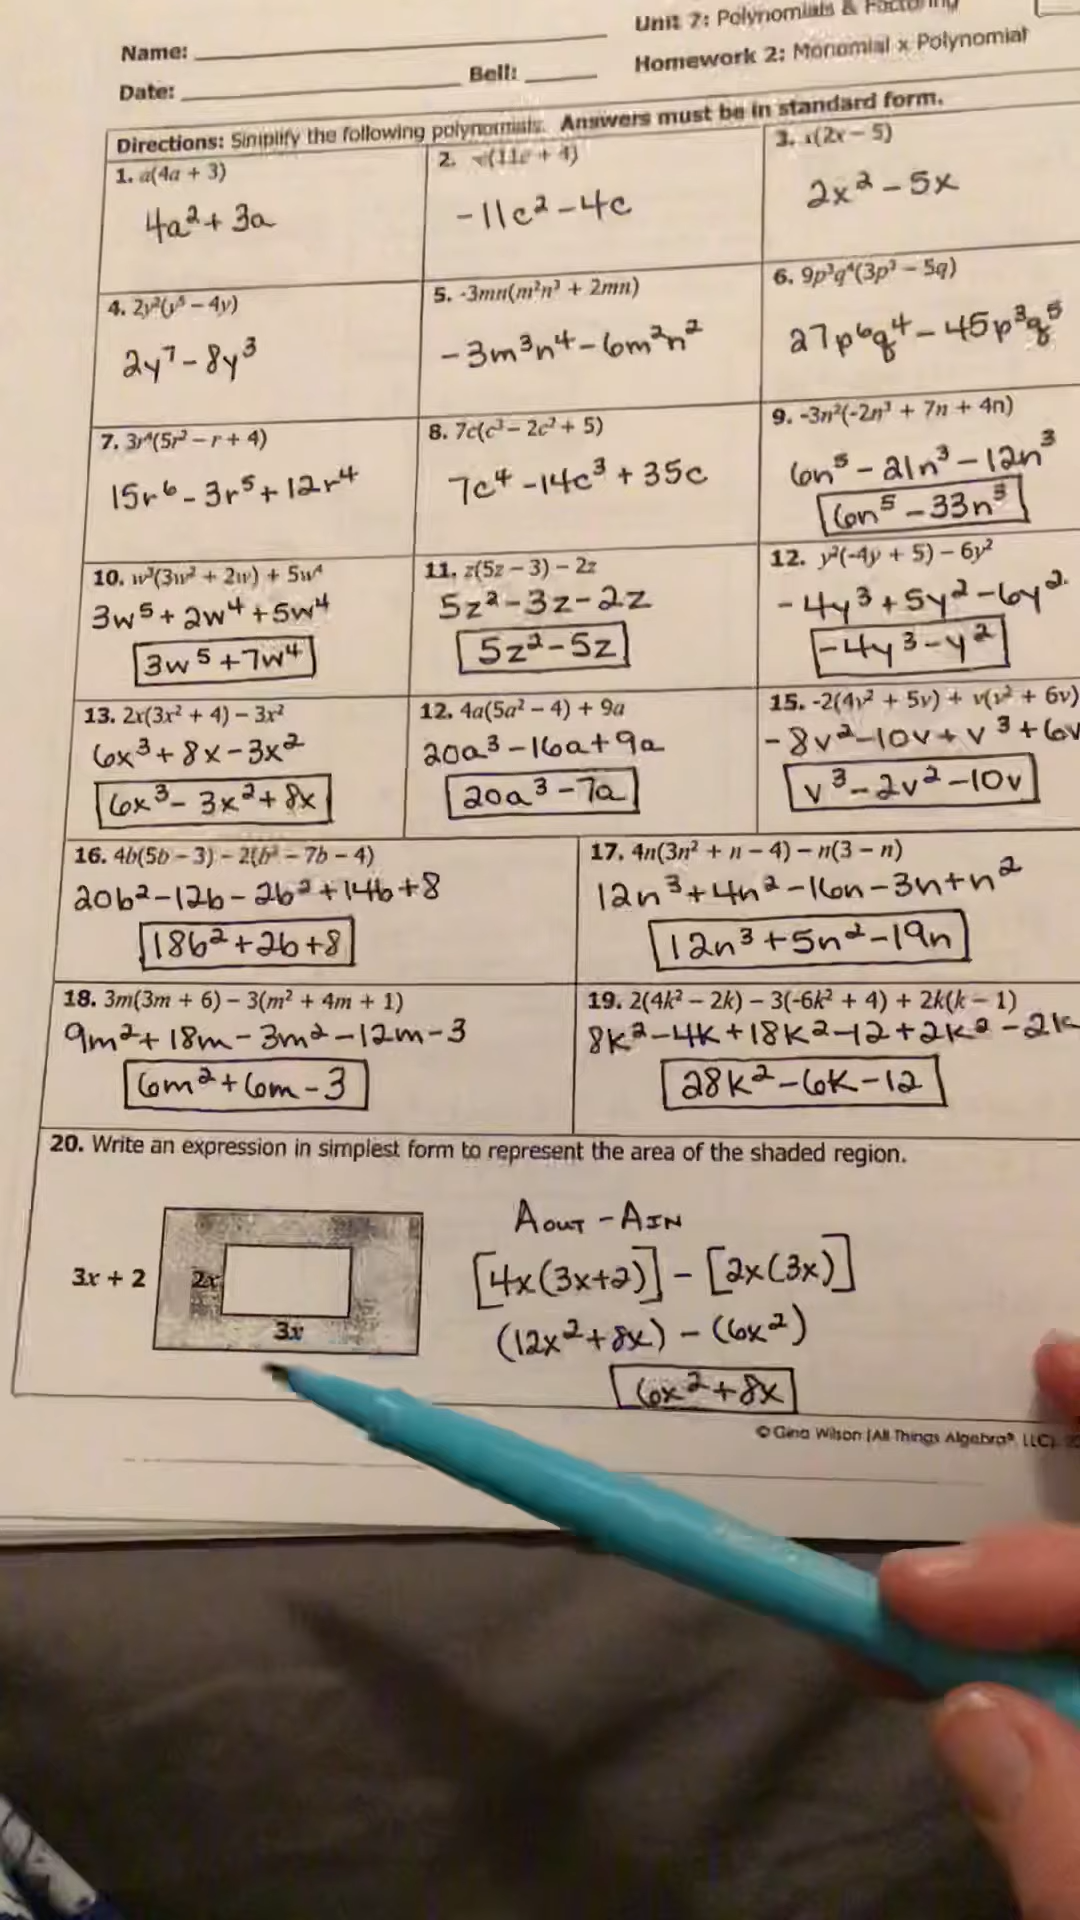 Unit 7: Polynomials & Factoring
Name:
Homework 2: Monomial x Polynomial
Date: Bell:
Directions: Simplify the following polynomials. Answers must be in standard form.
1. a(4a + 3)
4a² + 3a
2. (11c + 4)
-11c² - 4c
3. x(2x - 5)
2x² - 5x
4. 2y²(y⁵ - 4y)
2y⁷ - 8y³
5. -3mn(m²n³ + 2mn)
-3m³n⁴ - 6m²n²
6. 9p³q⁴(3p³ - 5q)
27p⁶q⁴ - 45p³q⁵
7. 3r⁴(5r² - r + 4)
15r⁶ - 3r⁵ + 12r⁴
8. 7c(c³ - 2c² + 5)
7c⁴ - 14c³ + 35c
9. -3n²(-2n³ + 7n + 4n)
6n⁵ - 21n³ - 12n³
6n⁵ - 33n³
10. w³(3w² + 2w) + 5w⁴
3w⁵ + 2w⁴ + 5w⁴
3w⁵ + 7w⁴
11. z(5z - 3) - 2z
5z² - 3z - 2z
5z² - 5z
12. y²(-4y + 5) - 6y²
-4y³ + 5y² - 6y²
-4y³ - y²
13. 2x(3x² + 4) - 3x²
6x³ + 8x - 3x²
6x³ - 3x² + 8x
12. 4a(5a² - 4) + 9a
20a³ - 16a + 9a
20a³ - 7a
15. -2(4v² + 5v) + v(v² + 6v)
-8v² - 10v + v³ + 6v
v³ - 2v² - 10v
16. 4b(5b - 3) - 2(b² - 7b - 4)
20b² - 12b - 2b² + 14b + 8
18b² + 2b + 8
17. 4n(3n² + n - 4) - n(3 - n)
12n³ + 4n² - 16n - 3n + n²
12n³ + 5n² - 19n
18. 3m(3m + 6) - 3(m² + 4m + 1)
9m² + 18m - 3m² - 12m - 3
6m² + 6m - 3
19. 2(4k² - 2k) - 3(-6k² + 4) + 2k(k - 1)
8k² - 4k + 18k² - 12 + 2k² - 2k
28k² - 6k - 12
20. Write an expression in simplest form to represent the area of the shaded region.
3x + 2
2x
3x
AOUT - AIN
[4x(3x+2)] - [2x(3x)]
(12x² + 8x) - (6x²)
6x² + 8x
© Gina Wilson (All Things Algebra®, LLC),